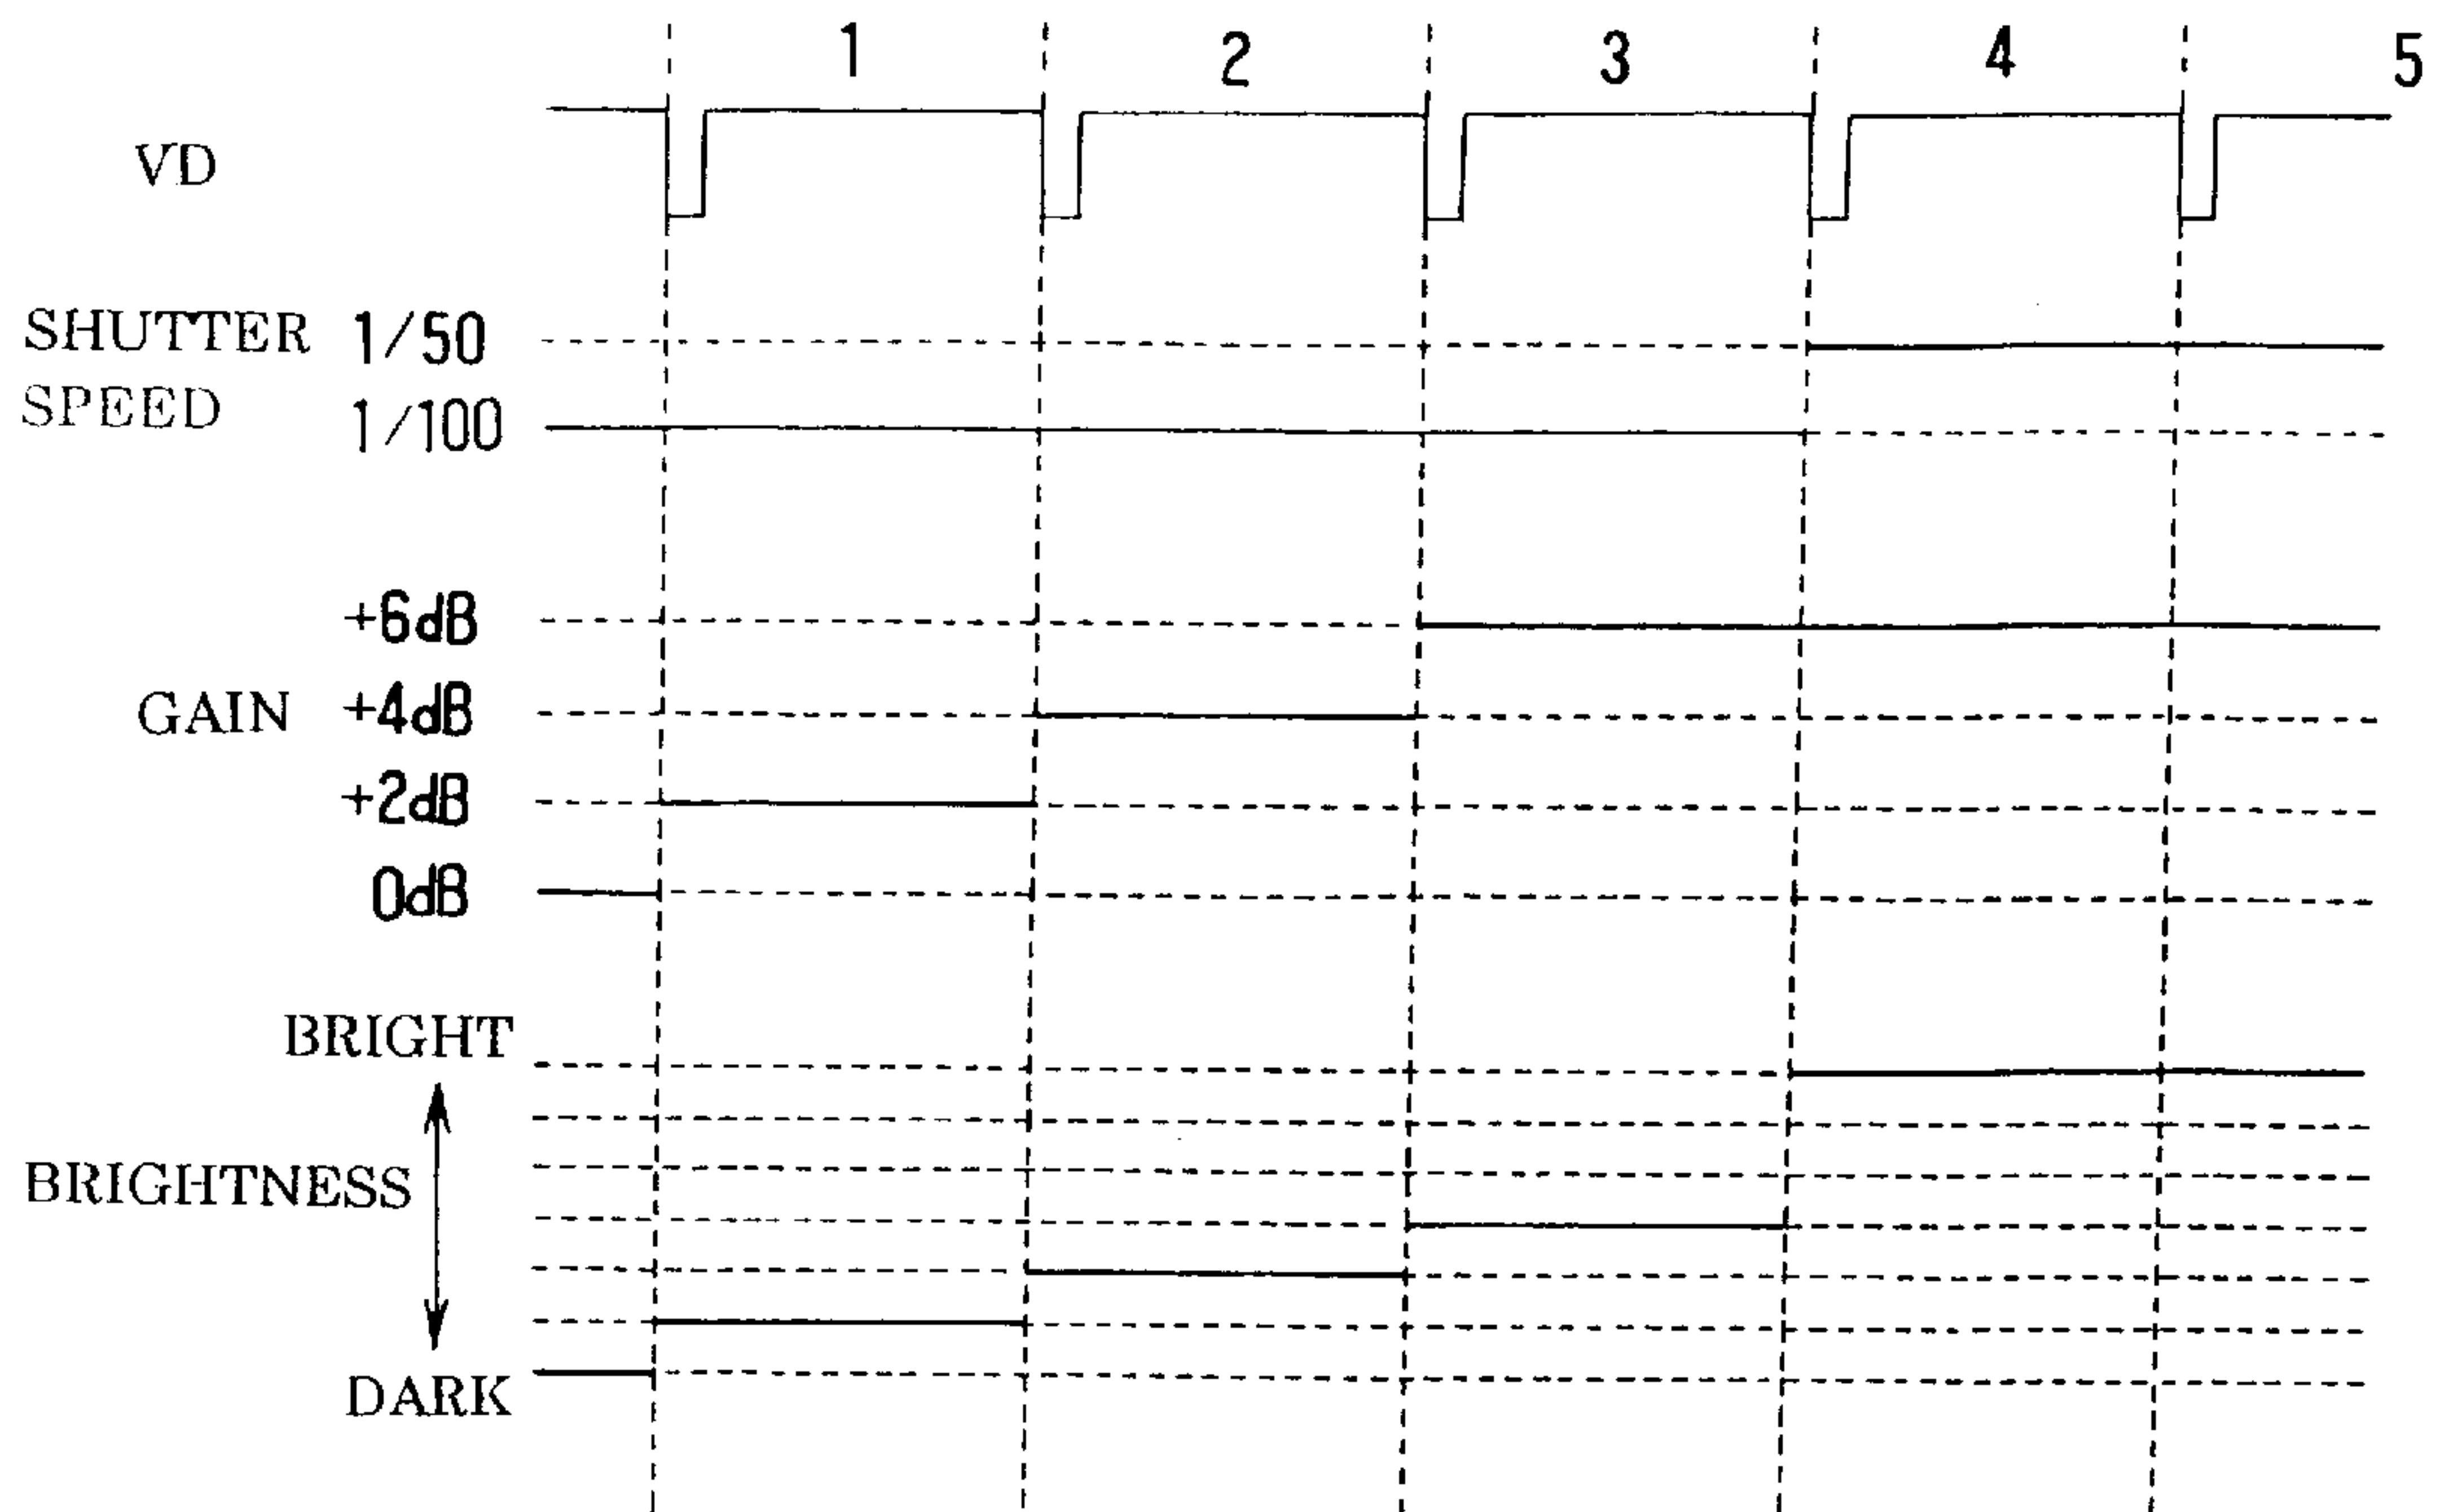 1 2 3 4 5
VD
SHUTTER 1/50
SPEED 1/100
+6dB
GAIN +4dB
+2dB
0dB
BRIGHT
BRIGHTNESS
DARK